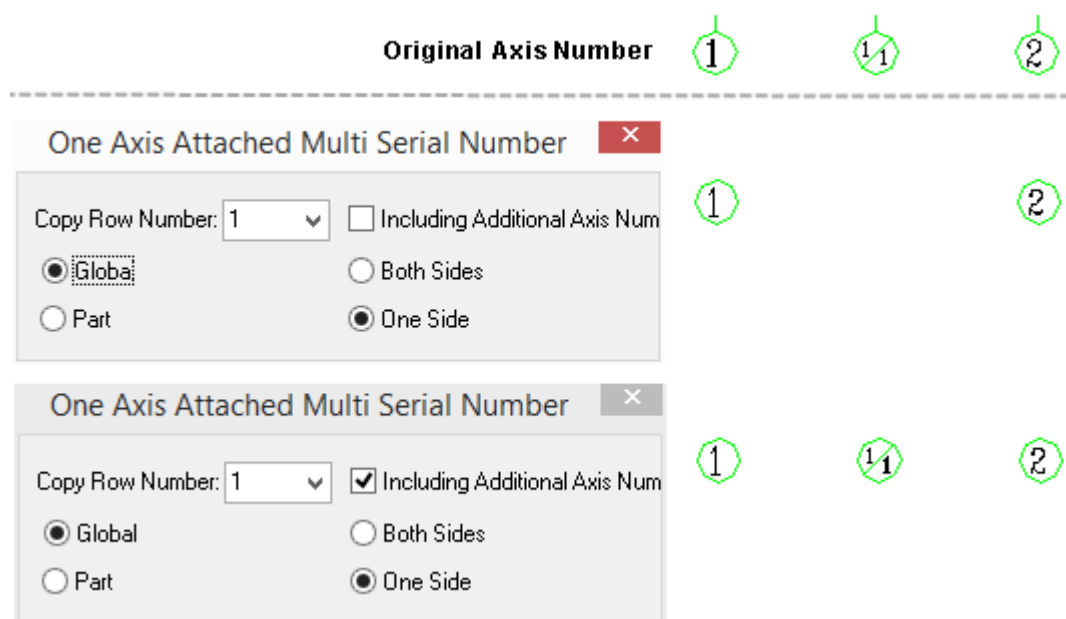 Original Axis Number 1 1/1 2
One Axis Attached Multi Serial Number
Copy Row Number: 1 Including Additional Axis Num 1 2
Global Both Sides
Part One Side
One Axis Attached Multi Serial Number
Copy Row Number: 1 Including Additional Axis Num 1 1/1 2
Global Both Sides
Part One Side